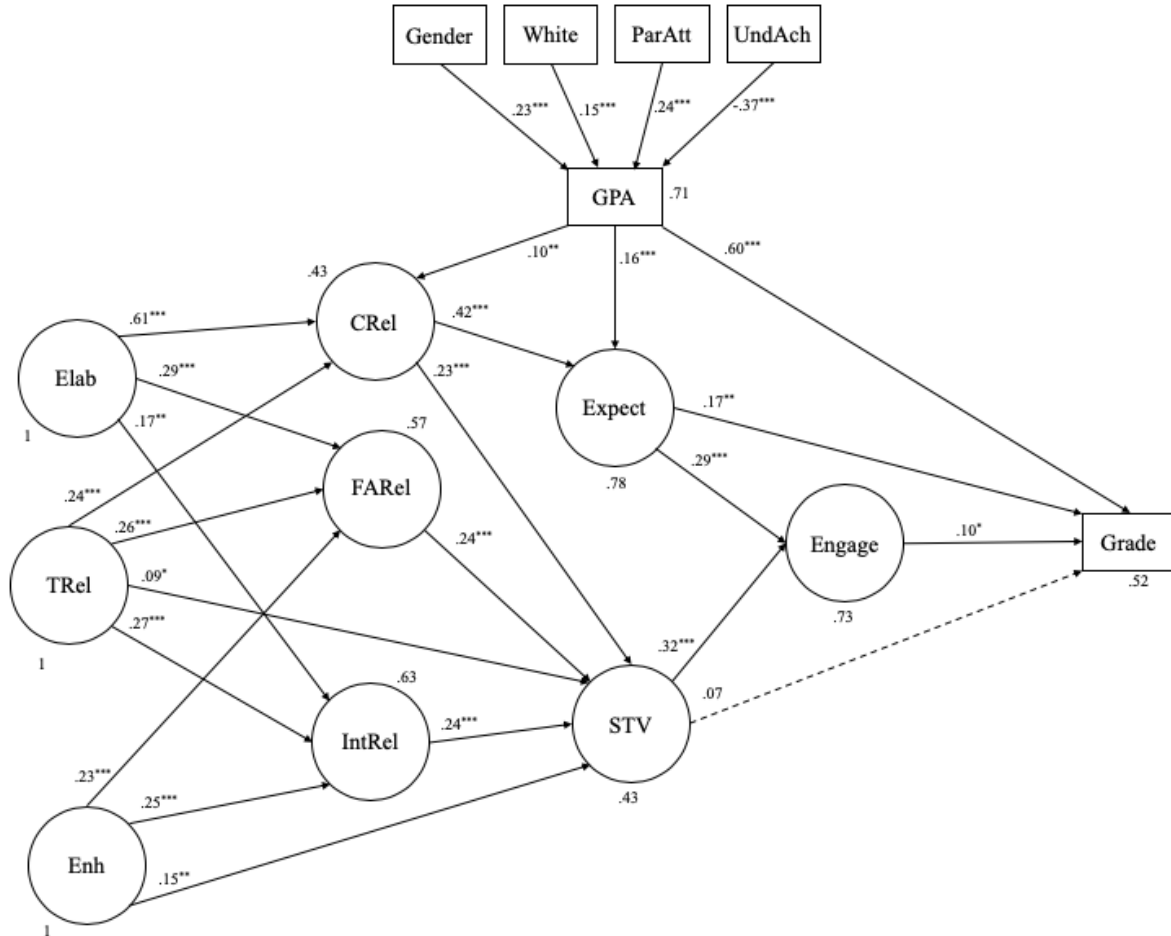 Gender
White
ParAtt
UndAch
.23***
.15***
.24***
-.37***
GPA
.71
.10**
.16***
.60***
.43
CRel
.61***
.42***
Elab
.29***
.23***
.17**
1
Expect
.17**
.57
.29***
.78
FARel
.24***
.26***
.24***
Engage
.10*
Grade
.52
.73
TRel
.09*
.27***
1
.32***
.63
IntRel
.24***
STV
.07
.43
.23***
.25***
Enh
.15**
1